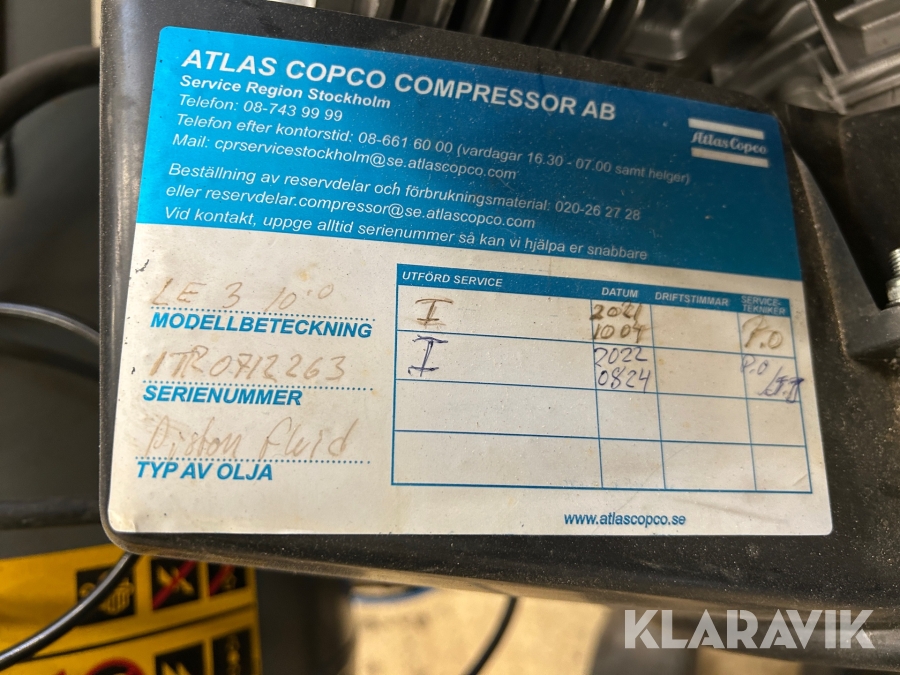 ATLAS COPCO COMPRESSOR AB
Service Region Stockholm
Telefon: 08-743 99 99
Telefon efter kontorstid: 08-661 60 00 (vardagar 16.30 - 07.00 samt helger)
Mail: cprservicestockholm@se.atlascopco.com
Atlas Copco
Beställning av reservdelar och förbrukningsmaterial: 020-26 27 28
eller reservdelar.compressor@se.atlascopco.com
Vid kontakt, uppge alltid serienummer så kan vi hjälpa er snabbare
LE 3 10.0
MODELLBETECKNING
ITR0712263
SERIENUMMER
Piston fluid
TYP AV OLJA
UTFÖRD SERVICE DATUM DRIFTSTIMMAR SERVICE-
TEKNIKER
I 2021 P.O
1004
I 2022 P.O
0824
www.atlascopco.se
KLARAVIK